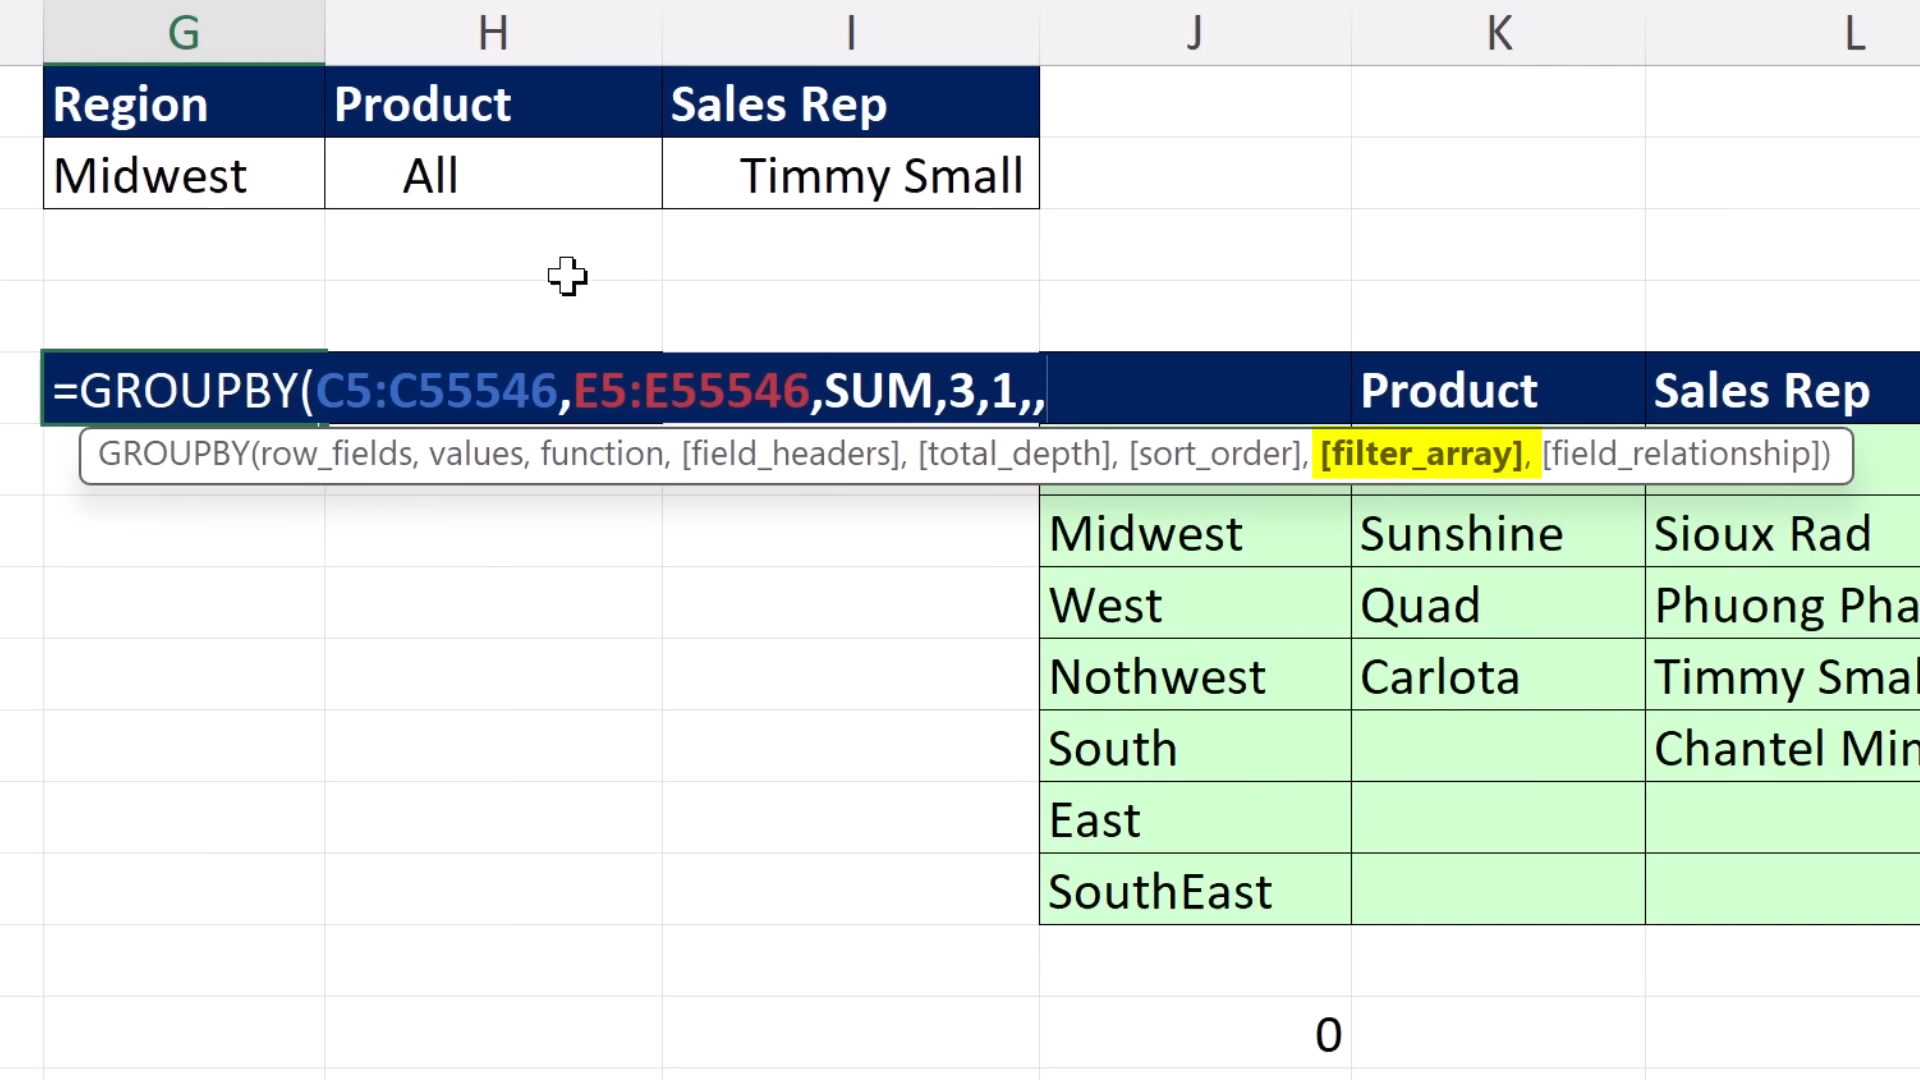 G H I J K L
Region Product Sales Rep
Midwest All Timmy Small
=GROUPBY(C5:C55546,E5:E55546,SUM,3,1,, Product Sales Rep
GROUPBY(row_fields, values, function, [field_headers], [total_depth], [sort_order], [filter_array], [field_relationship])
Midwest Sunshine Sioux Rad
West Quad Phuong Pha
Nothwest Carlota Timmy Smal
South Chantel Min
East
SouthEast
0